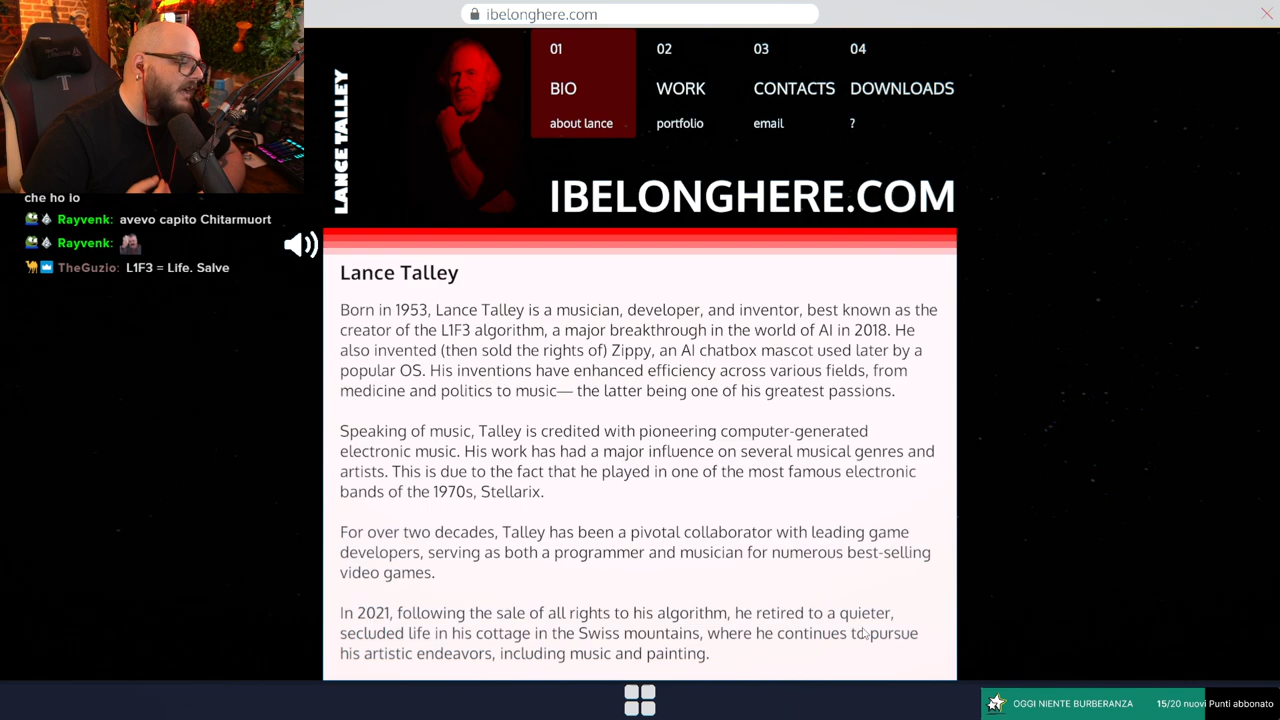 ibelonghere.com
LANCE TALLEY
01
BIO
about lance
02
WORK
portfolio
03
CONTACTS
email
04
DOWNLOADS
?
IBELONGHERE.COM
che ho lo
Rayvenk: avevo capito Chitarmuort
Rayvenk:
TheGuzio: L1F3 = Life. Salve
Lance Talley
Born in 1953, Lance Talley is a musician, developer, and inventor, best known as the
creator of the L1F3 algorithm, a major breakthrough in the world of AI in 2018. He
also invented (then sold the rights of) Zippy, an AI chatbox mascot used later by a
popular OS. His inventions have enhanced efficiency across various fields, from
medicine and politics to music— the latter being one of his greatest passions.
Speaking of music, Talley is credited with pioneering computer-generated
electronic music. His work has had a major influence on several musical genres and
artists. This is due to the fact that he played in one of the most famous electronic
bands of the 1970s, Stellarix.
For over two decades, Talley has been a pivotal collaborator with leading game
developers, serving as both a programmer and musician for numerous best-selling
video games.
In 2021, following the sale of all rights to his algorithm, he retired to a quieter,
secluded life in his cottage in the Swiss mountains, where he continues to pursue
his artistic endeavors, including music and painting.
OGGI NIENTE BURBERANZA 15/20 nuovi Punti abbonato